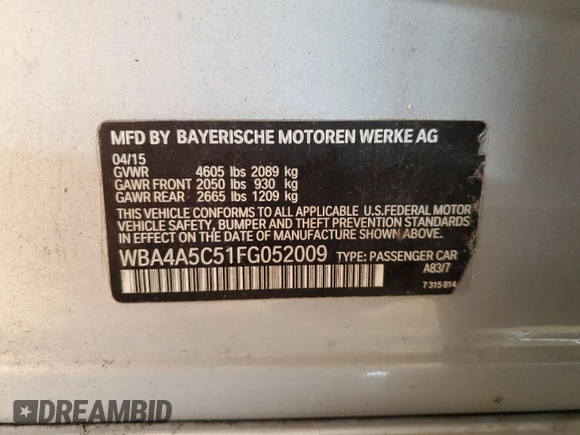 MFD BY BAYERISCHE MOTOREN WERKE AG
04/15
GVWR 4605 lbs 2089 kg
GAWR FRONT 2050 lbs 930 kg
GAWR REAR 2665 lbs 1209 kg
THIS VEHICLE CONFORMS TO ALL APPLICABLE U.S.FEDERAL MOTOR
VEHICLE SAFETY, BUMPER AND THEFT PREVENTION STANDARDS
IN EFFECT ON THE DATE OF MANUFACTURE SHOWN ABOVE.
WBA4A5C51FG052009 TYPE: PASSENGER CAR
A83/7
7 315 814
DREAMBID